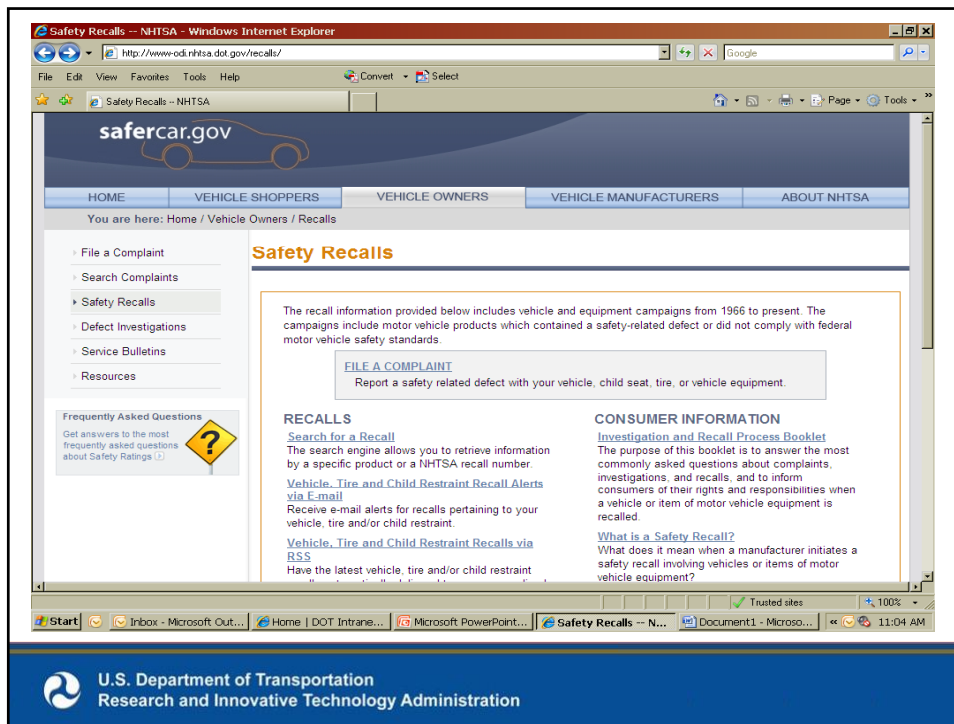 Safety Recalls -- NHTSA - Windows Internet Explorer
http://www-odi.nhtsa.dot.gov/recalls/
Google
File Edit View Favorites Tools Help
Convert Select
Safety Recalls -- NHTSA
Page Tools
safercar.gov
HOME VEHICLE SHOPPERS VEHICLE OWNERS VEHICLE MANUFACTURERS ABOUT NHTSA
You are here: Home / Vehicle Owners / Recalls
File a Complaint
Search Complaints
Safety Recalls
Defect Investigations
Service Bulletins
Resources
Frequently Asked Questions
Get answers to the most
frequently asked questions
about Safety Ratings
?
Safety Recalls
The recall information provided below includes vehicle and equipment campaigns from 1966 to present. The
campaigns include motor vehicle products which contained a safety-related defect or did not comply with federal
motor vehicle safety standards.
FILE A COMPLAINT
Report a safety related defect with your vehicle, child seat, tire, or vehicle equipment.
RECALLS
Search for a Recall
The search engine allows you to retrieve information
by a specific product or a NHTSA recall number.
Vehicle, Tire and Child Restraint Recall Alerts
via E-mail
Receive e-mail alerts for recalls pertaining to your
vehicle, tire and/or child restraint.
Vehicle, Tire and Child Restraint Recalls via
RSS
Have the latest vehicle, tire and/or child restraint
CONSUMER INFORMATION
Investigation and Recall Process Booklet
The purpose of this booklet is to answer the most
commonly asked questions about complaints,
investigations, and recalls, and to inform
consumers of their rights and responsibilities when
a vehicle or item of motor vehicle equipment is
recalled.
What is a Safety Recall?
What does it mean when a manufacturer initiates a
safety recall involving vehicles or items of motor
vehicle equipment?
Trusted sites 100%
Start Inbox - Microsoft Out... Home | DOT Intrane... Microsoft PowerPoint... Safety Recalls -- N... Document1 - Microso... 11:04 AM
U.S. Department of Transportation
Research and Innovative Technology Administration